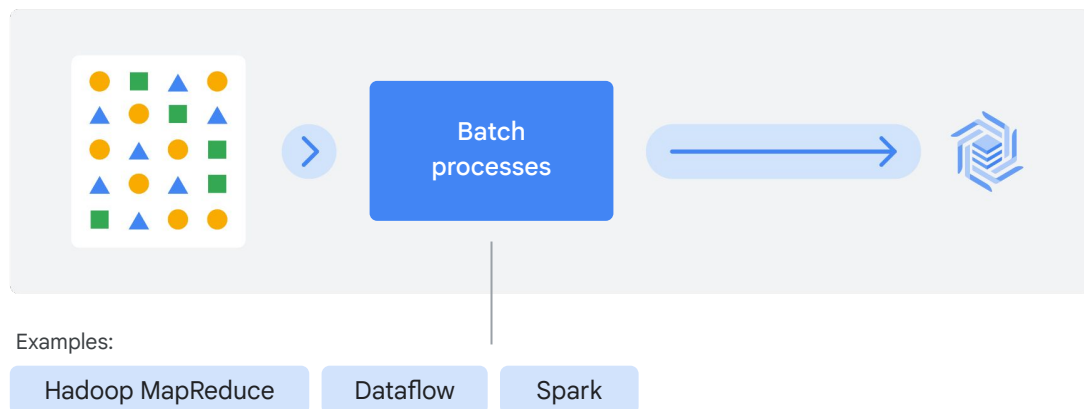 Batch
processes
Examples:
Hadoop MapReduce
Dataflow
Spark